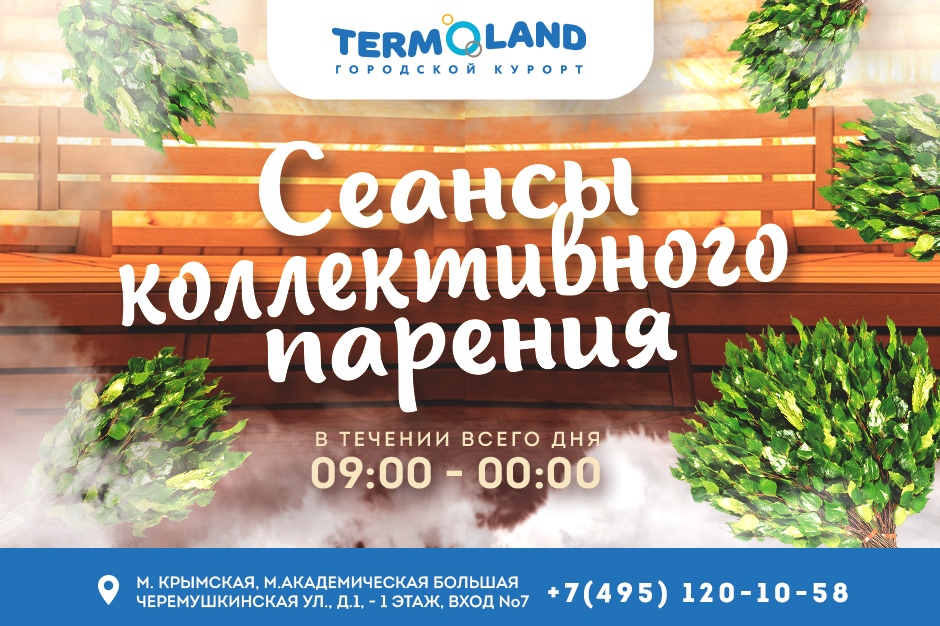 TERMOLAND
ГОРОДСКОЙ КУРОРТ
Сеансы
коллективного
парения
В ТЕЧЕНИИ ВСЕГО ДНЯ
09:00 - 00:00
М. КРЫМСКАЯ, М.АКАДЕМИЧЕСКАЯ БОЛЬШАЯ
ЧЕРЕМУШКИНСКАЯ УЛ., Д.1, - 1 ЭТАЖ, ВХОД No7
+7(495) 120-10-58